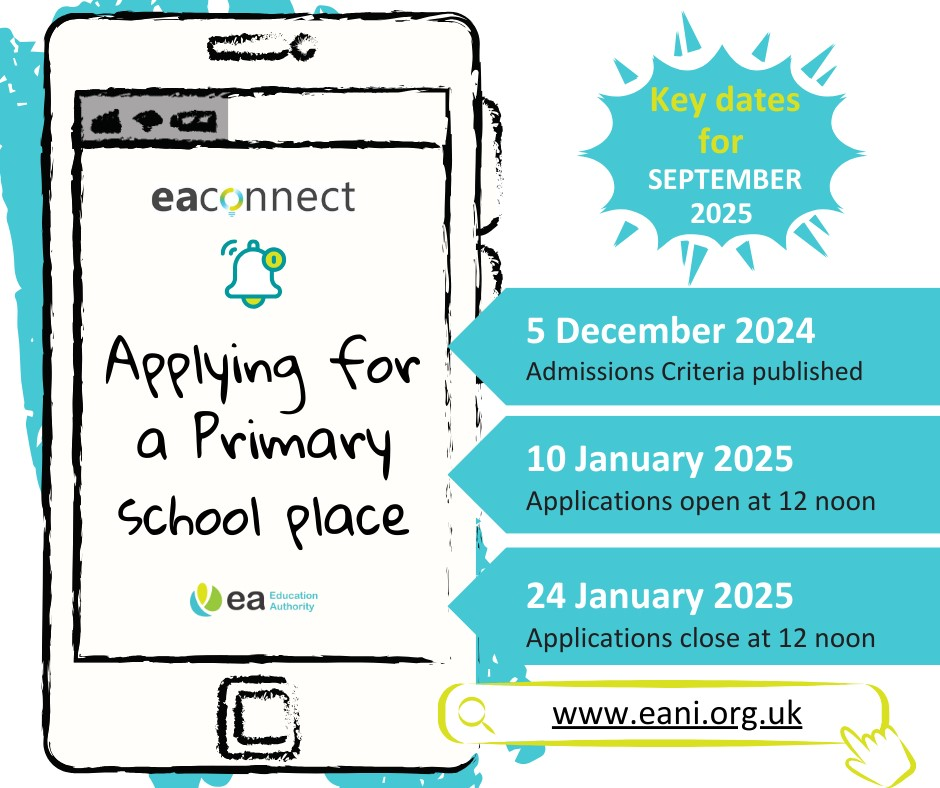 eaconnect
Applying for
a Primary
school place
ea Education
Authority
Key dates
for
SEPTEMBER
2025
5 December 2024
Admissions Criteria published
10 January 2025
Applications open at 12 noon
24 January 2025
Applications close at 12 noon
www.eani.org.uk